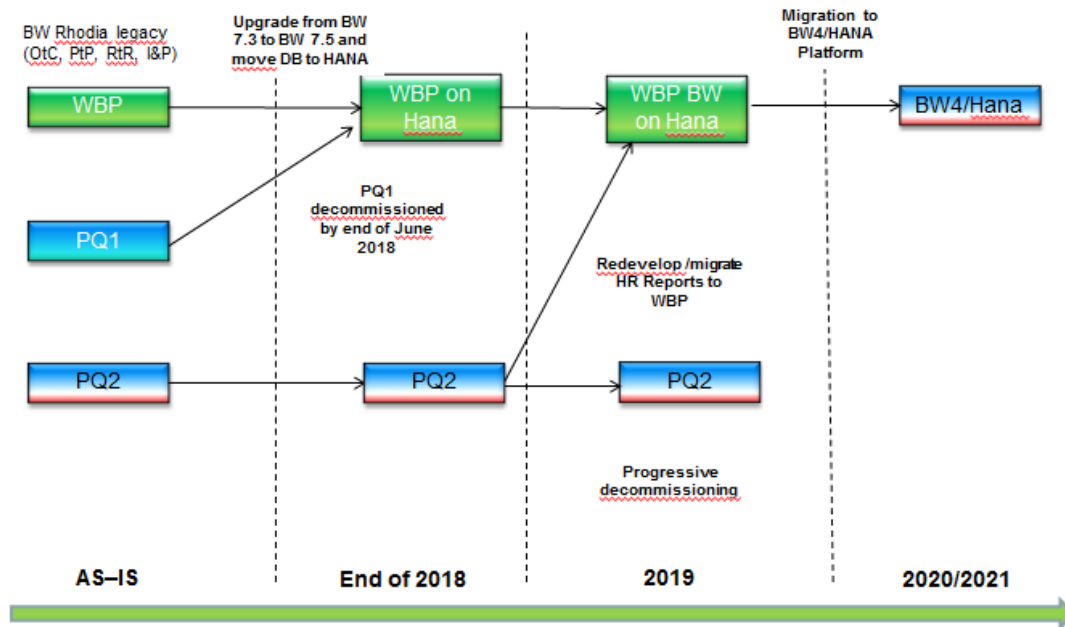 BW Rhodia legacy
(OtC, PtP, RtR, I&P)
Upgrade from BW
7.3 to BW 7.5 and
move DB to HANA
Migration to
BW4/HANA
Platform
WBP
WBP on
Hana
WBP BW
on Hana
BW4/Hana
PQ1
PQ1
decommissioned
by end of June
2018
Redevelop /migrate
HR Reports to
WBP
PQ2
PQ2
PQ2
Progressive
decommissioning
AS–IS
End of 2018
2019
2020/2021